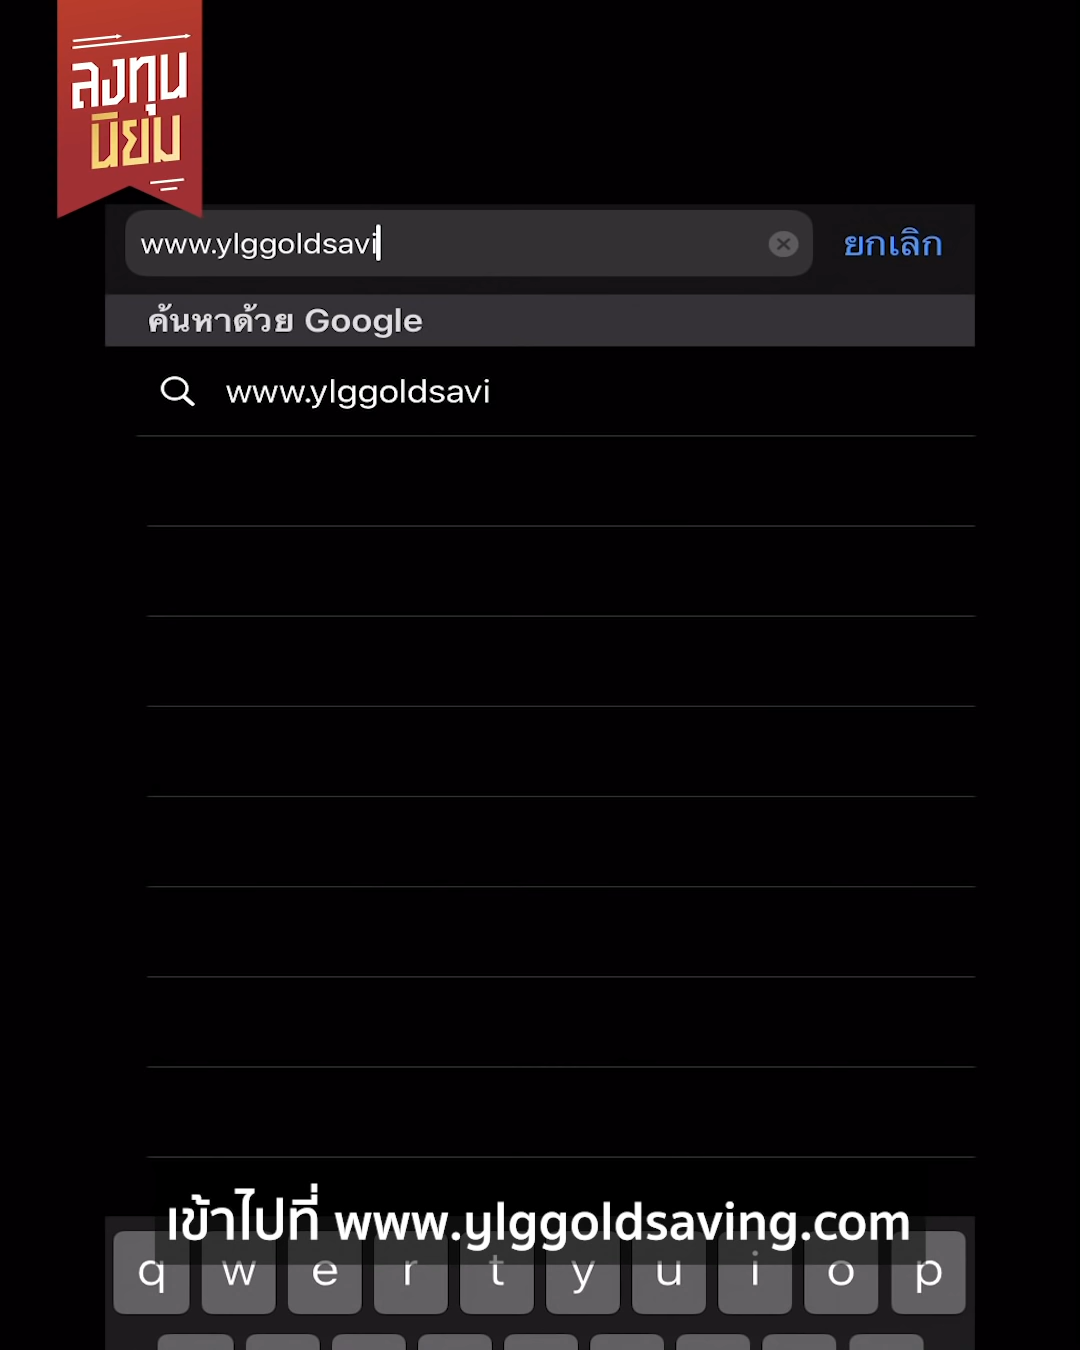 ลงทุน
นิยม
www.ylggoldsavi
ยกเลิก
ค้นหาด้วย Google
www.ylggoldsavi
เข้าไปที่ www.ylggoldsaving.com
q w e r t y u i o p